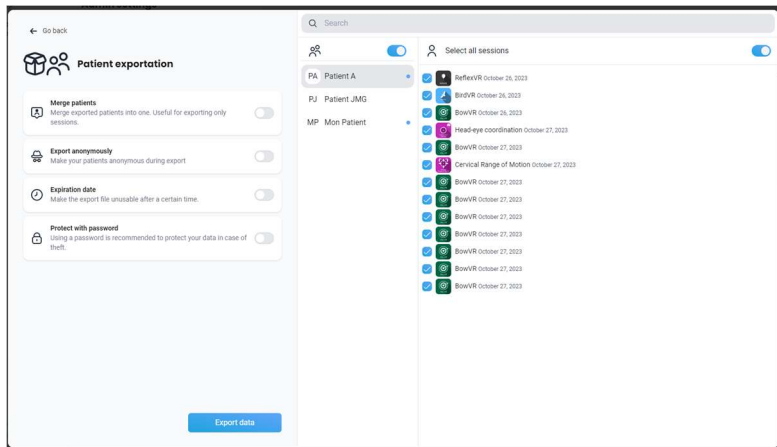 Admin settings
Go back
Patient exportation
Merge patients
Merge exported patients into one. Useful for exporting only
sessions.
Export anonymously
Make your patients anonymous during export
Expiration date
Make the export file unusable after a certain time.
Protect with password
Using a password is recommended to protect your data in case of
theft.
Export data
Search
PA Patient A
PJ Patient JMG
MP Mon Patient
Select all sessions
ReflexVR October 26, 2023
BirdVR October 26, 2023
BowVR October 26, 2023
Head-eye coordination October 27, 2023
BowVR October 27, 2023
Cervical Range of Motion October 27, 2023
BowVR October 27, 2023
BowVR October 27, 2023
BowVR October 27, 2023
BowVR October 27, 2023
BowVR October 27, 2023
BowVR October 27, 2023
BowVR October 27, 2023